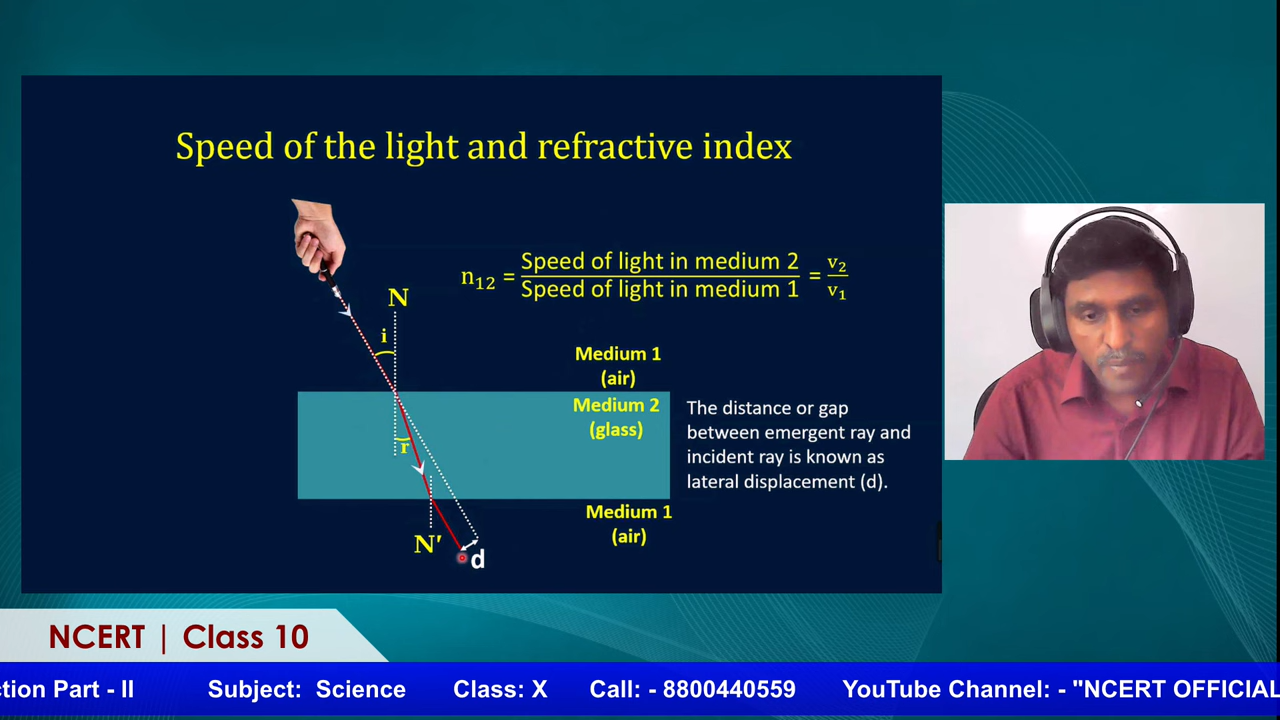 Speed of the light and refractive index
n₁₂ = Speed of light in medium 2 / Speed of light in medium 1 = v₂ / v₁
N
i
Medium 1
(air)
Medium 2
(glass)
r
The distance or gap
between emergent ray and
incident ray is known as
lateral displacement (d).
Medium 1
(air)
N′
d
NCERT | Class 10
ction Part - II Subject: Science Class: X Call: - 8800440559 YouTube Channel: - "NCERT OFFICIAL